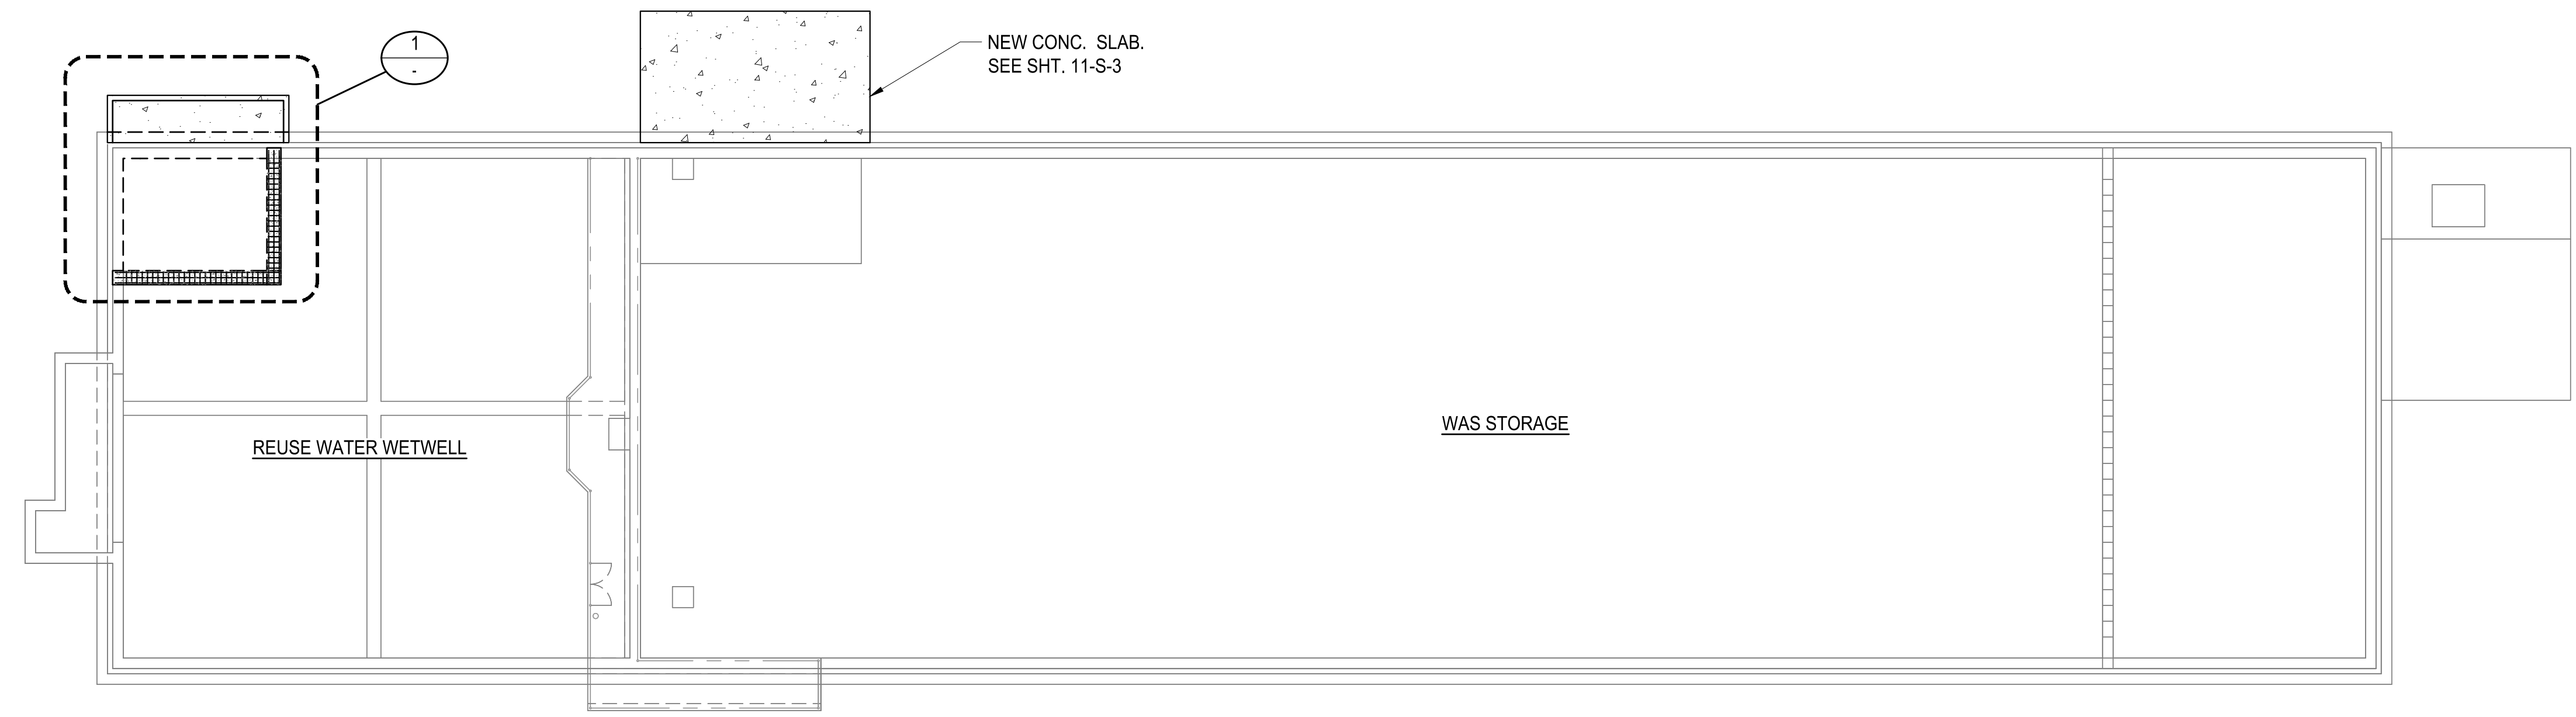 1
-
NEW CONC. SLAB.
SEE SHT. 11-S-3
WAS STORAGE
REUSE WATER WETWELL